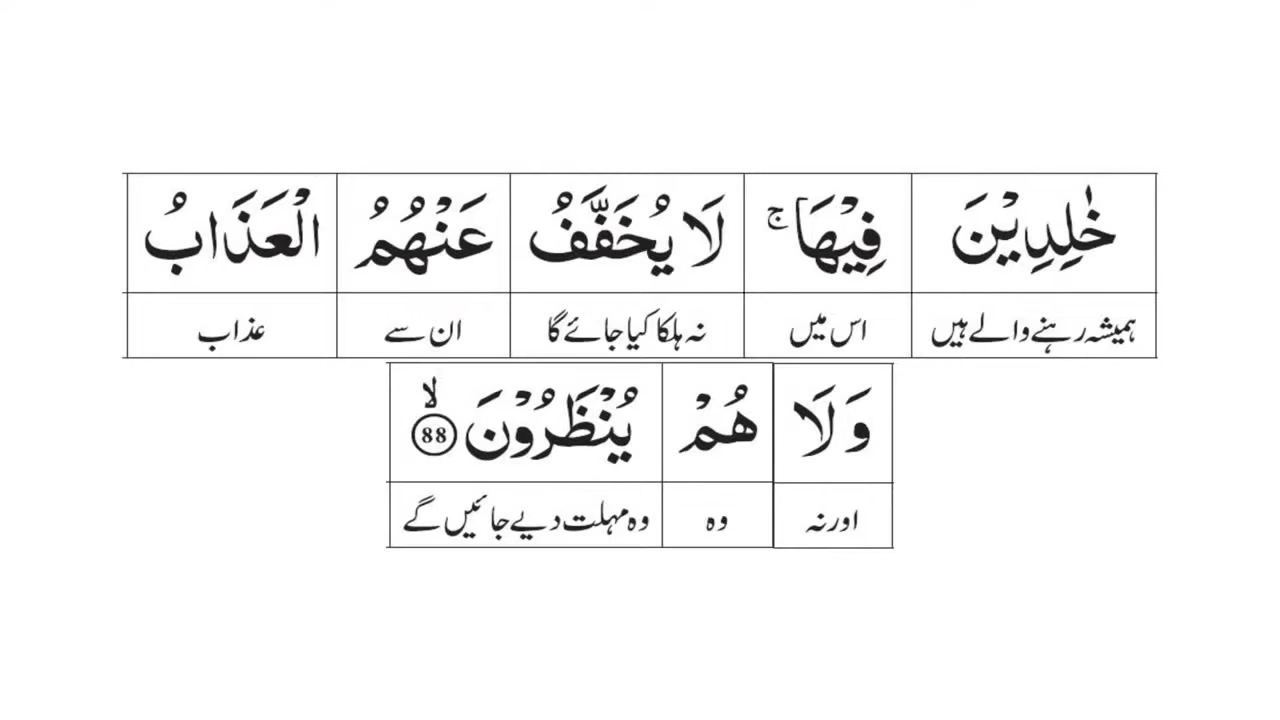 خٰلِدِيْنَ فِيْهَا ۚ لَا يُخَفَّفُ عَنْهُمُ الْعَذَابُ
ہمیشہ رہنے والے ہیں اس میں نہ ہلکا کیا جائے گا ان سے عذاب
وَلَا هُمْ يُنْظَرُوْنَ ۙ 88
اور نہ وہ وہ مہلت دیے جائیں گے